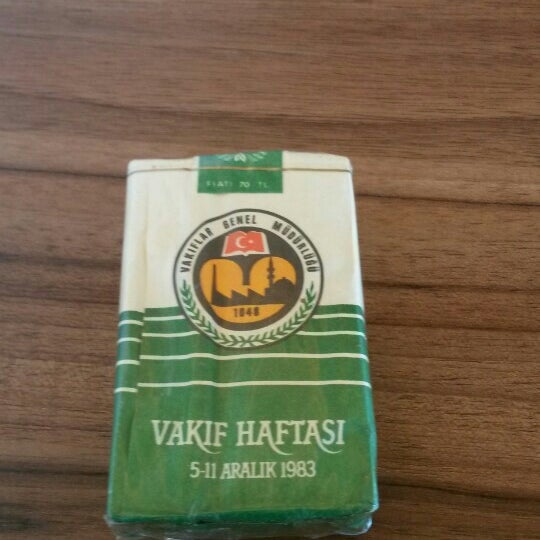 FİATI 70 TL
VAKIFLAR GENEL MÜDÜRLÜĞÜ
1048
VAKIF HAFTASI
5-11 ARALIK 1983